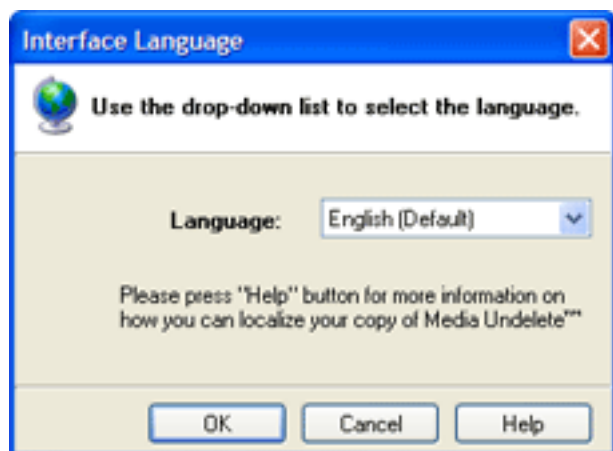 Interface Language
Use the drop-down list to select the language.
Language: English (Default)
Please press "Help" button for more information on
how you can localize your copy of Media Undelete™
OK Cancel Help